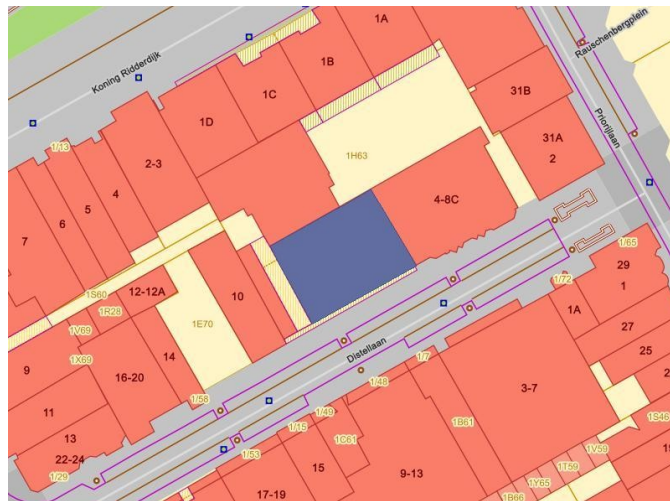 1A
Rauschenbergplein
Koning Ridderdijk
1B
1C
31B
Priorijlaan
1D
31A
2
1/13
2-3
1H63
4
5
6
7
4-8C
1/65
29
1
1/72
1A
27
25
1S60
12-12A
10
1R28
1V69
1E70
1X69
14
Distellaan
1/7
3-7
9
16-20
1/48
11
1/58
1/49
1/15
1B61
1S46
13
22-24
1/29
1/53
1C61
15
9-13
1V59
1T59
1Y65
1B66
17-19